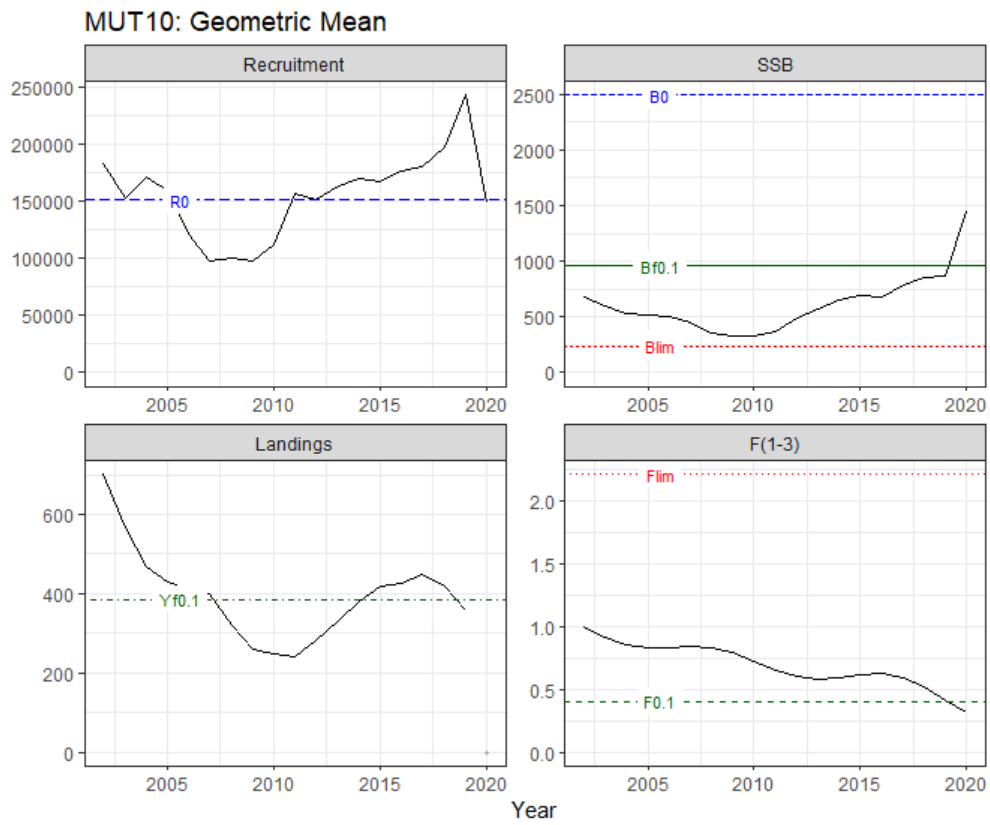 MUT10: Geometric Mean
Recruitment
250000
200000
150000
100000
50000
0
R0
2005 2010 2015 2020
SSB
2500
2000
1500
1000
500
0
B0
Bf0.1
Blim
2005 2010 2015 2020
Landings
600
400
200
0
Yf0.1
2005 2010 2015 2020
F(1-3)
2.0
1.5
1.0
0.5
0.0
Flim
F0.1
2005 2010 2015 2020
Year